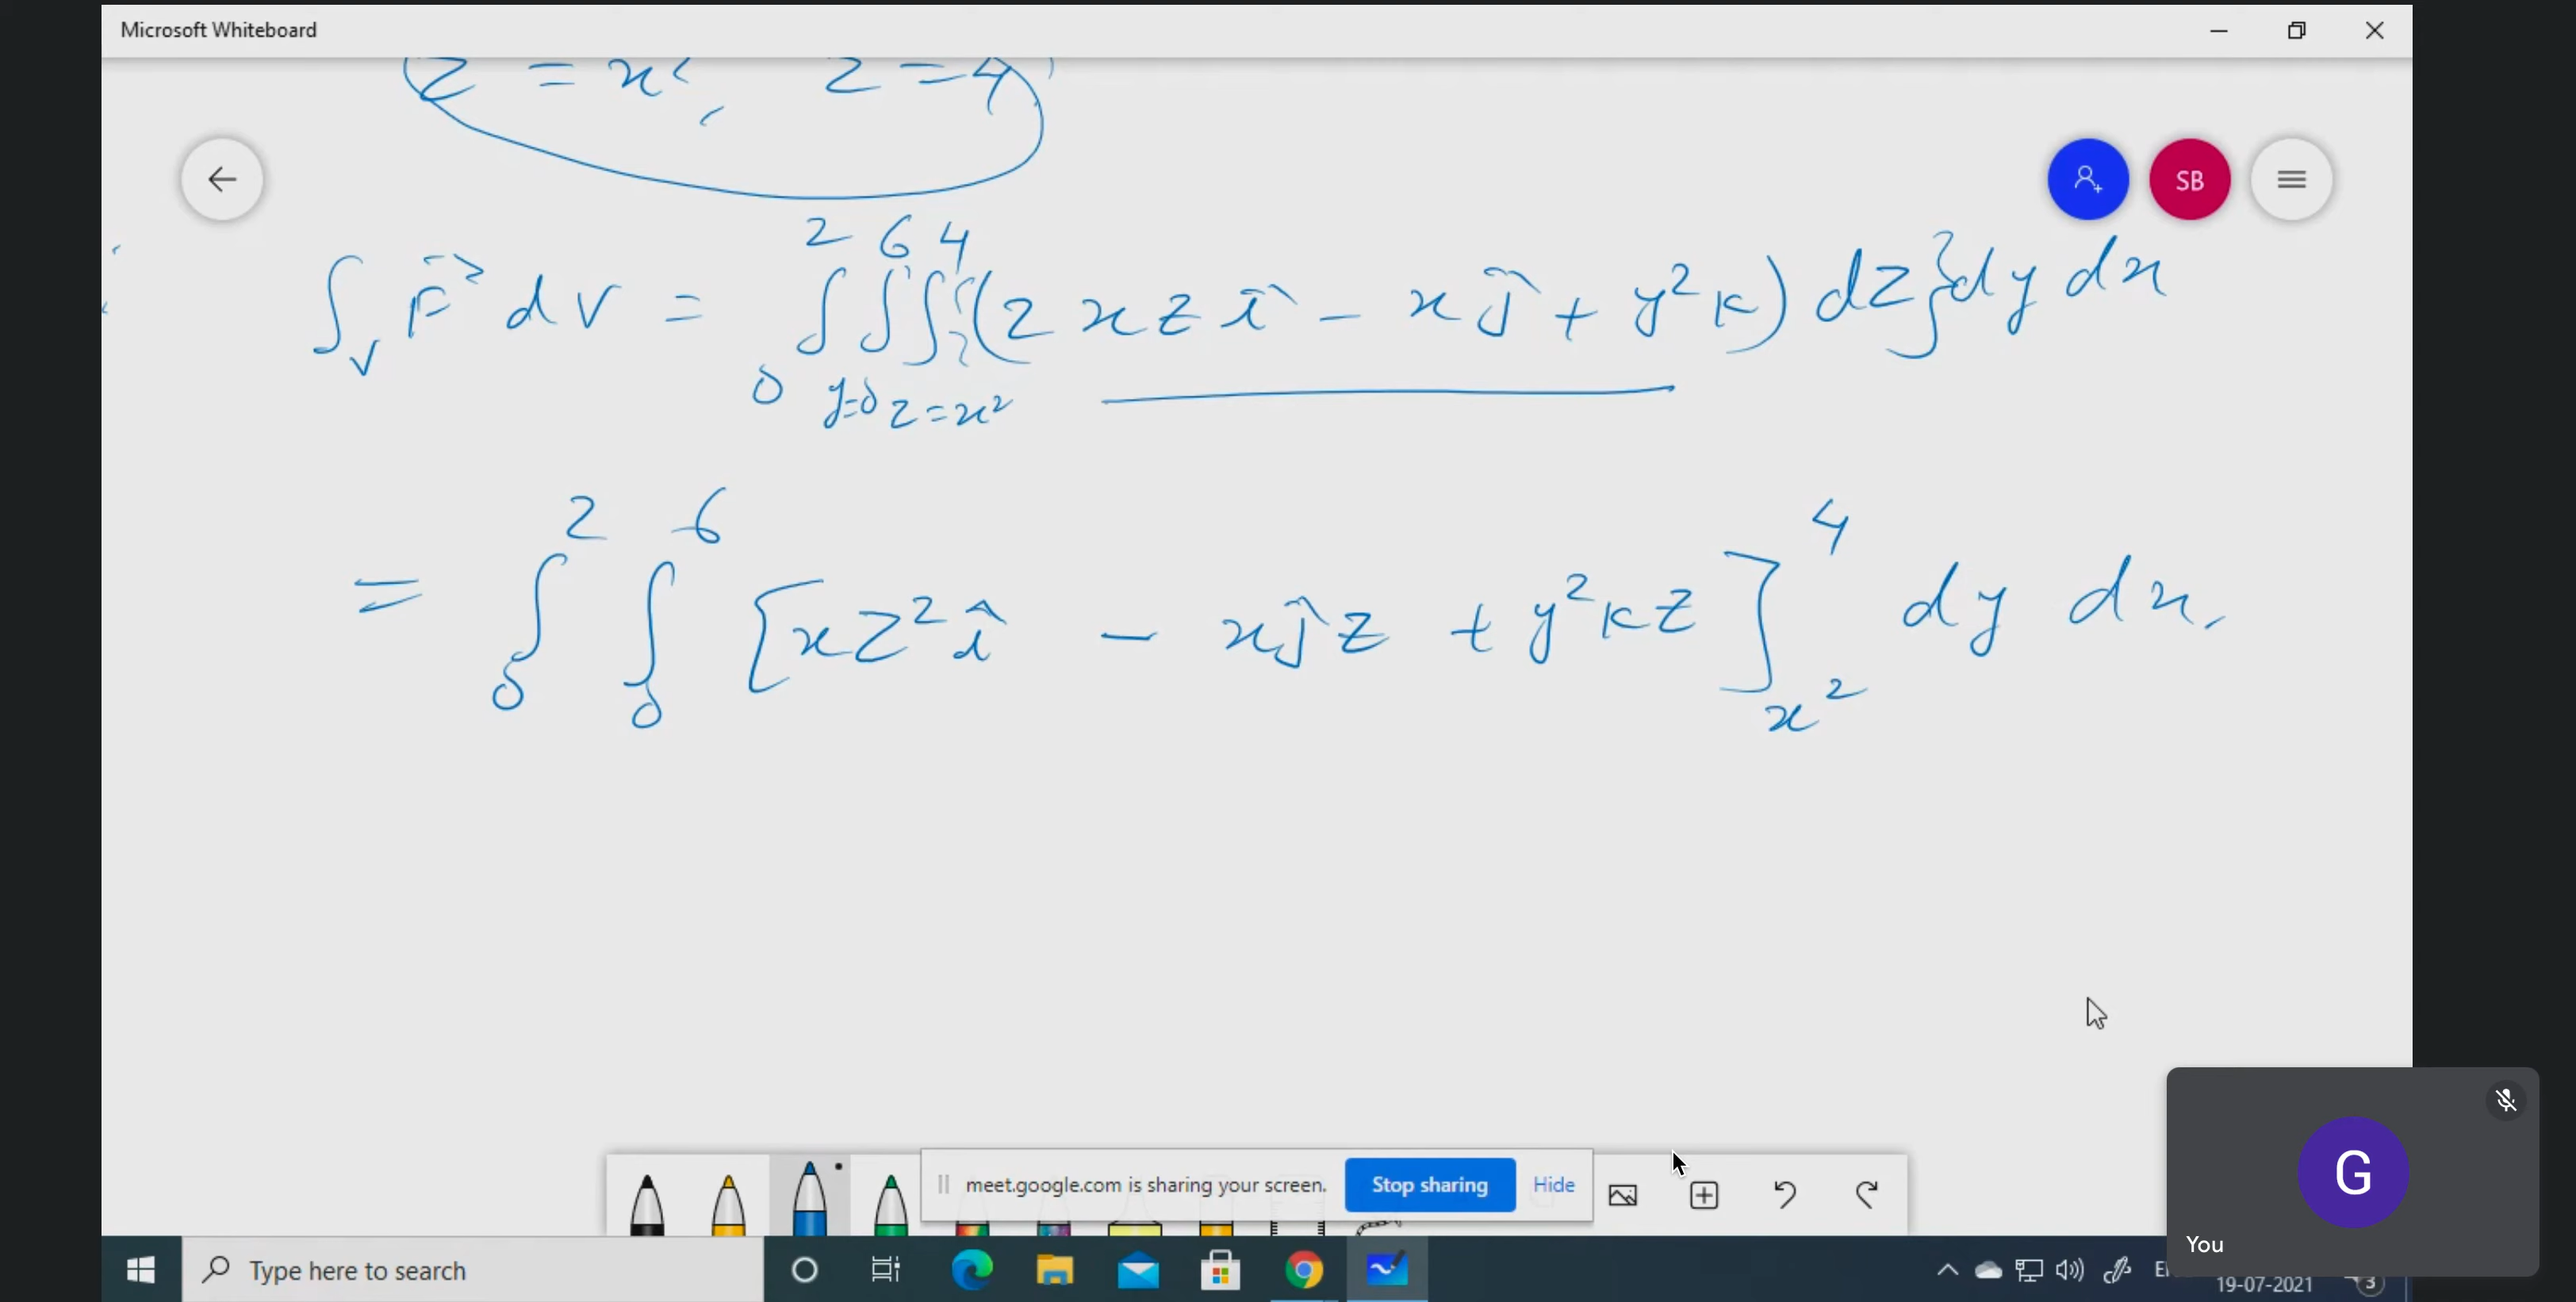 Microsoft Whiteboard
z = x², z = 4
SB
∫_V F⃗ dV = ∫₀² ∫_{y=0}^6 ∫_{z=x²}^4 {(2xz î − x ĵ + y² k) dz} dy dx
= ∫₀² ∫₀⁶ [xz² î − x ĵ z + y² k z]_{x²}^4 dy dx,
meet.google.com is sharing your screen. Stop sharing Hide
G
You
Type here to search
19-07-2021
3